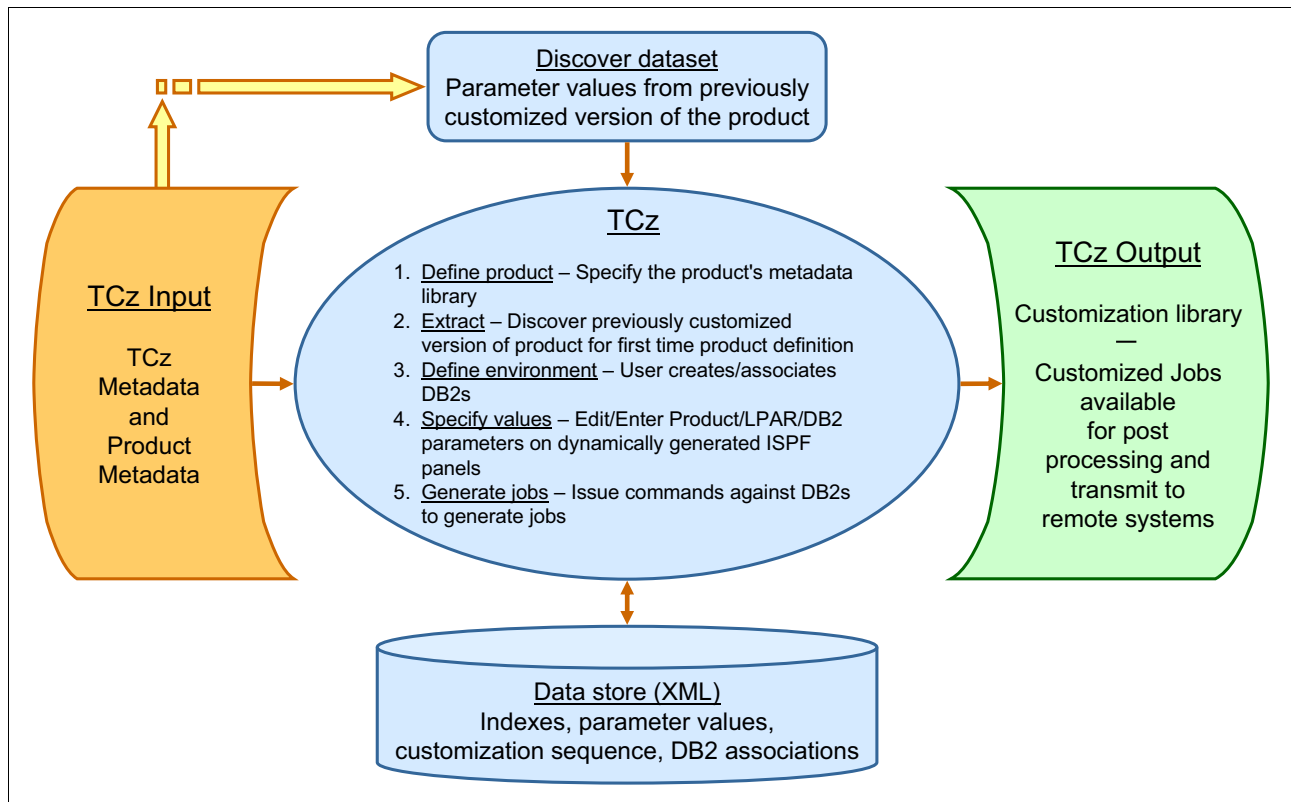 Discover dataset
Parameter values from previously
customized version of the product
TCz Input
TCz
Metadata
and
Product
Metadata
TCz
1. Define product – Specify the product's metadata
library
2. Extract – Discover previously customized
version of product for first time product definition
3. Define environment – User creates/associates
DB2s
4. Specify values – Edit/Enter Product/LPAR/DB2
parameters on dynamically generated ISPF
panels
5. Generate jobs – Issue commands against DB2s
to generate jobs
TCz Output
Customization library
—
Customized Jobs
available
for post
processing and
transmit to
remote systems
Data store (XML)
Indexes, parameter values,
customization sequence, DB2 associations